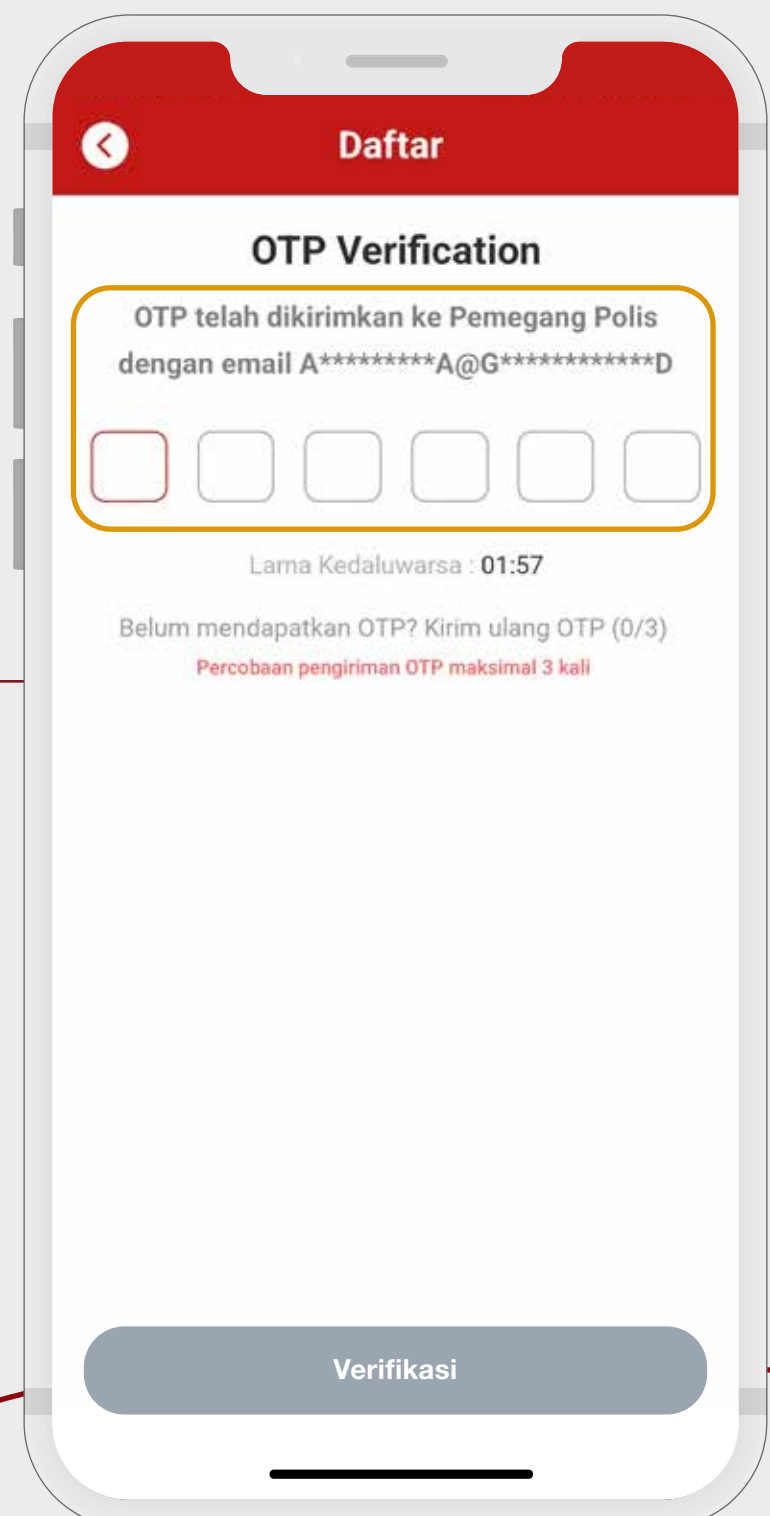 Daftar
OTP Verification
OTP telah dikirimkan ke Pemegang Polis
dengan email A*********A@G************D
Lama Kedaluwarsa : 01:57
Belum mendapatkan OTP? Kirim ulang OTP (0/3)
Percobaan pengiriman OTP maksimal 3 kali
Verifikasi